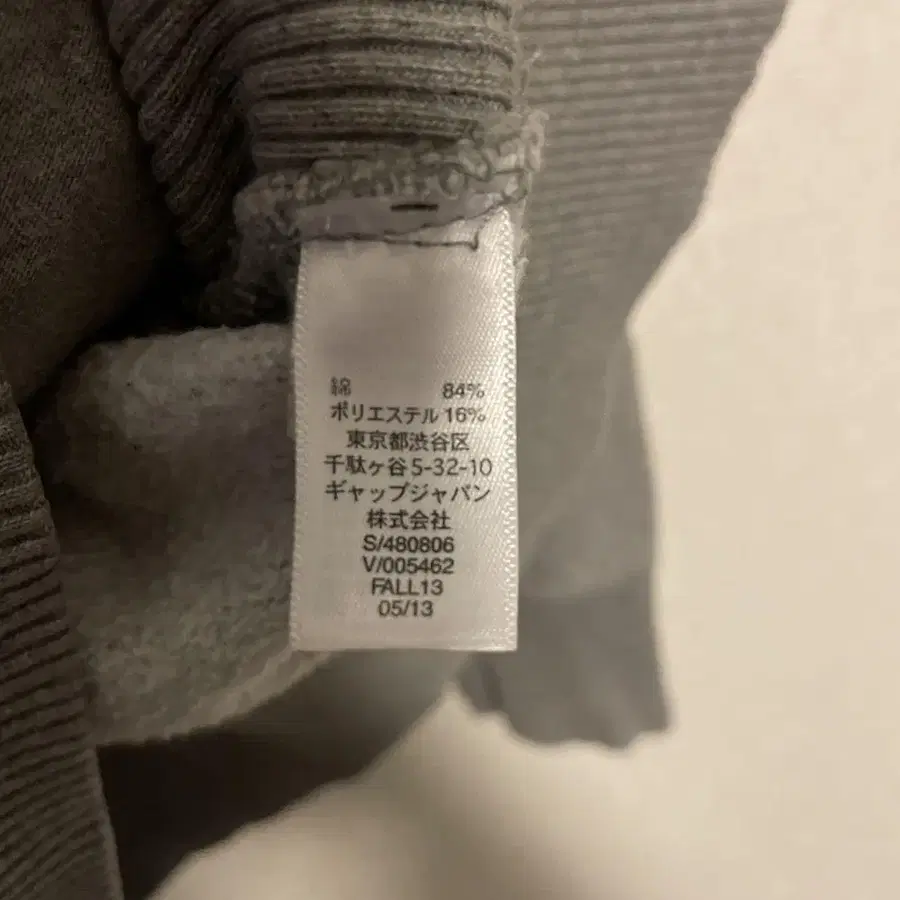 綿 84%
ポリエステル 16%
東京都渋谷区
千駄ヶ谷 5-32-10
ギャップジャパン
株式会社
S/480806
V/005462
FALL13
05/13